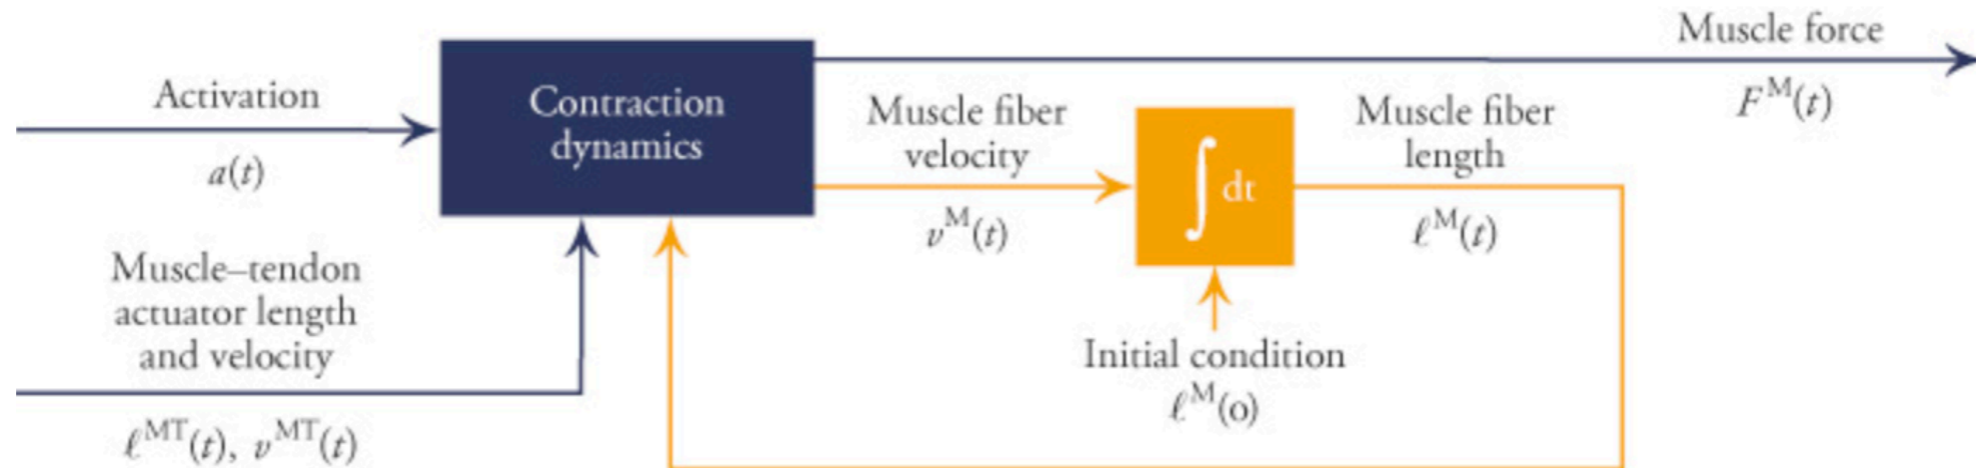 Muscle force
F^M(t)
Activation
a(t)
Contraction
dynamics
Muscle fiber
velocity
v^M(t)
∫dt
Muscle fiber
length
ℓ^M(t)
Muscle–tendon
actuator length
and velocity
ℓ^MT(t), v^MT(t)
Initial condition
ℓ^M(0)